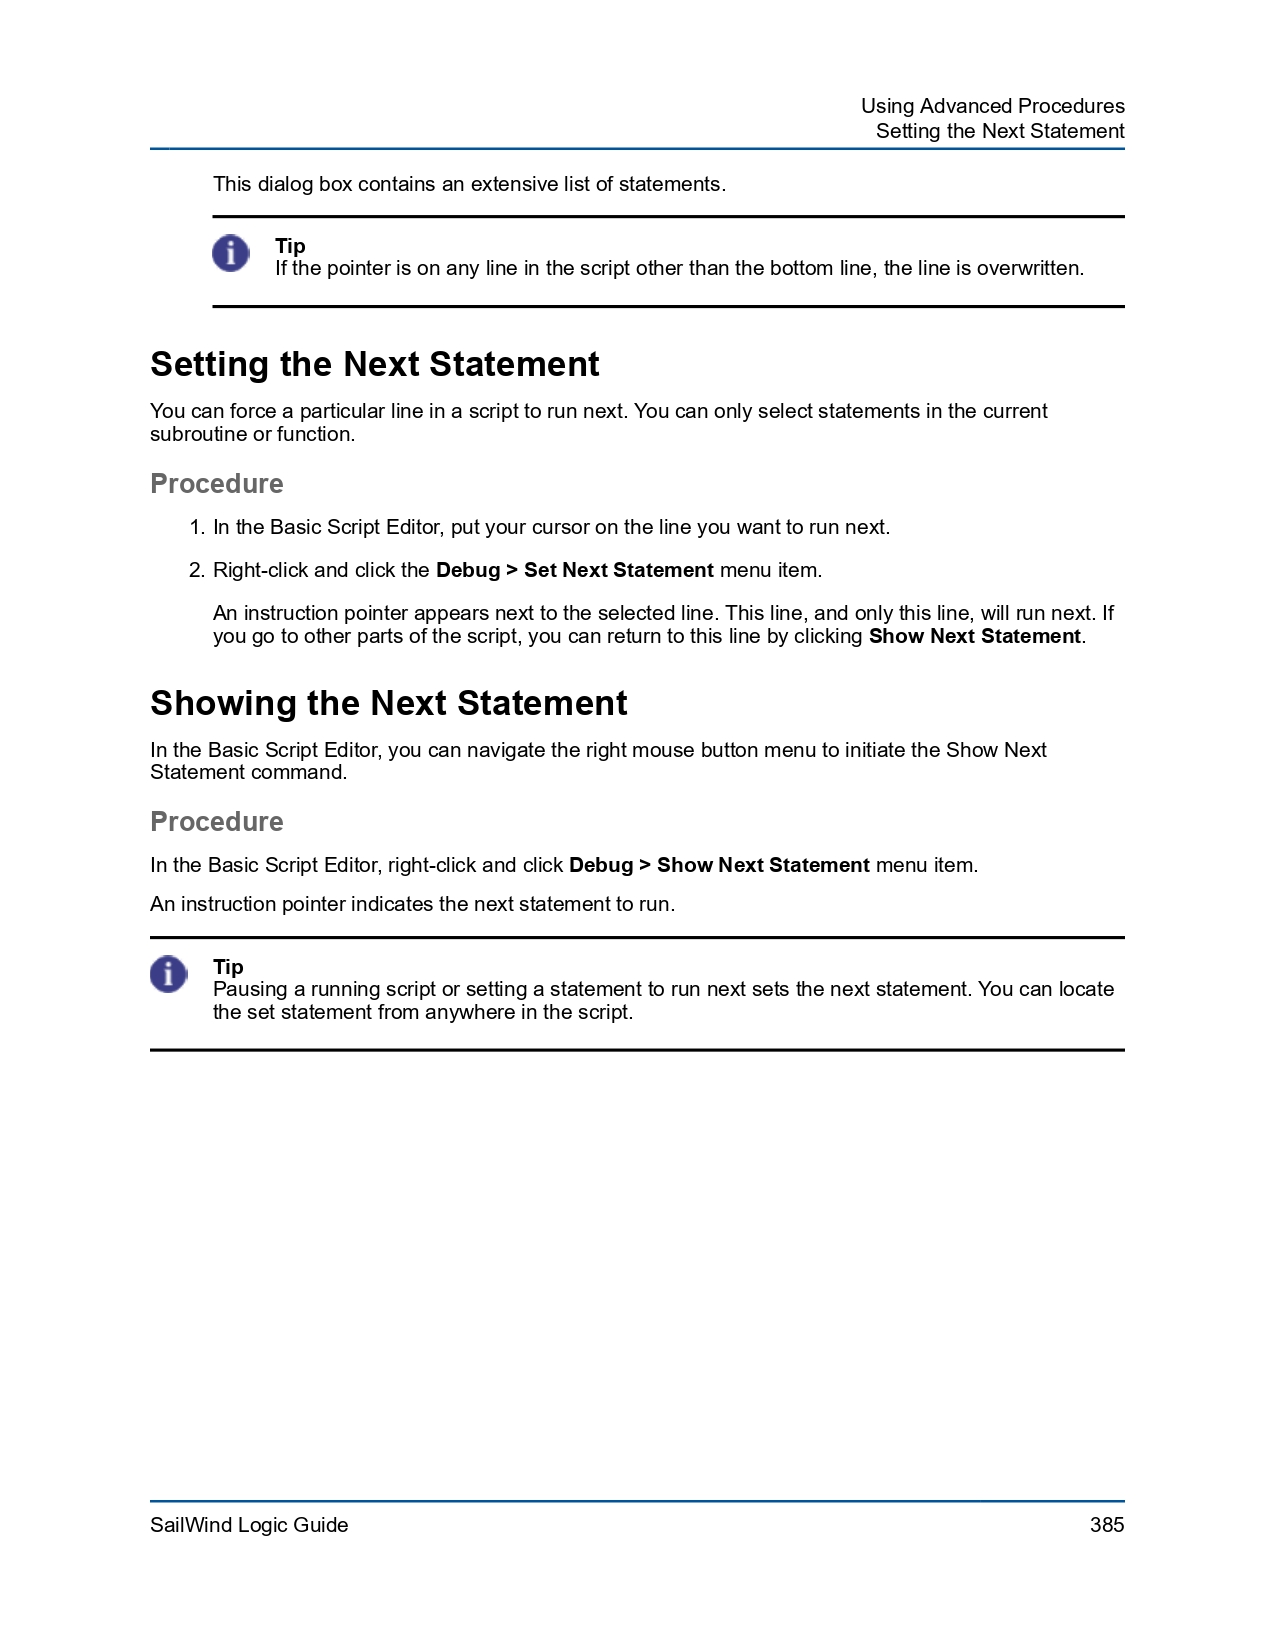 Using Advanced Procedures
Setting the Next Statement
This dialog box contains an extensive list of statements.
Tip
If the pointer is on any line in the script other than the bottom line, the line is overwritten.
Setting the Next Statement
You can force a particular line in a script to run next. You can only select statements in the current
subroutine or function.
Procedure
1. In the Basic Script Editor, put your cursor on the line you want to run next.
2. Right-click and click the Debug > Set Next Statement menu item.
An instruction pointer appears next to the selected line. This line, and only this line, will run next. If
you go to other parts of the script, you can return to this line by clicking Show Next Statement.
Showing the Next Statement
In the Basic Script Editor, you can navigate the right mouse button menu to initiate the Show Next
Statement command.
Procedure
In the Basic Script Editor, right-click and click Debug > Show Next Statement menu item.
An instruction pointer indicates the next statement to run.
Tip
Pausing a running script or setting a statement to run next sets the next statement. You can locate
the set statement from anywhere in the script.
SailWind Logic Guide
385